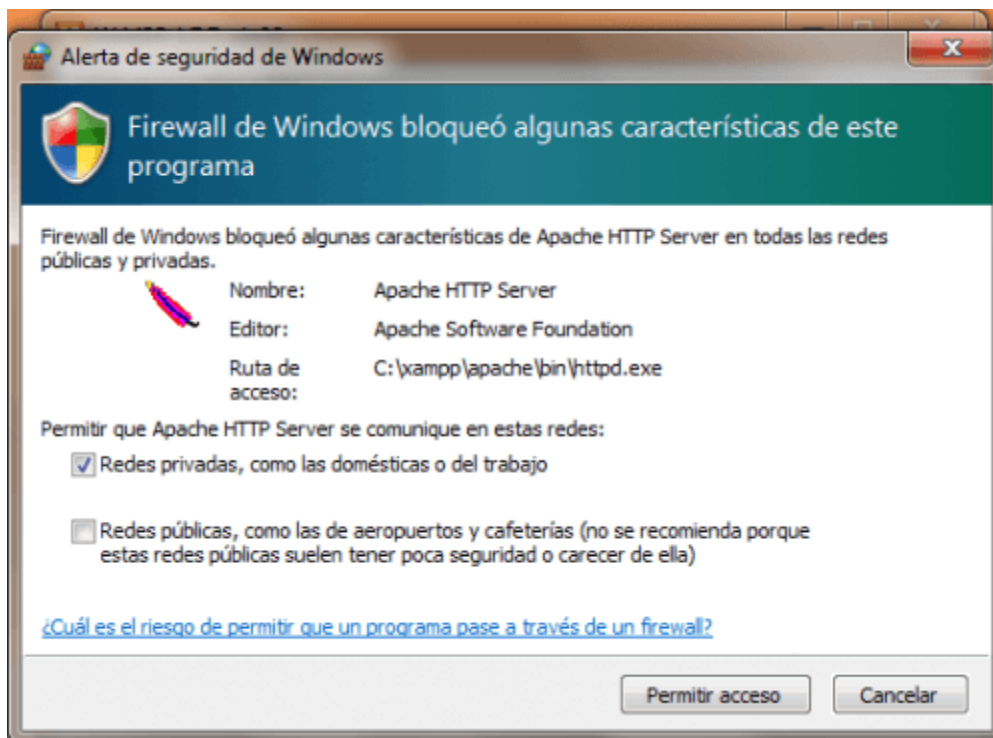 Alerta de seguridad de Windows
Firewall de Windows bloqueó algunas características de este
programa
Firewall de Windows bloqueó algunas características de Apache HTTP Server en todas las redes
públicas y privadas.
Nombre: Apache HTTP Server
Editor: Apache Software Foundation
Ruta de acceso: C:\xampp\apache\bin\httpd.exe
Permitir que Apache HTTP Server se comunique en estas redes:
Redes privadas, como las domésticas o del trabajo
Redes públicas, como las de aeropuertos y cafeterías (no se recomienda porque
estas redes públicas suelen tener poca seguridad o carecer de ella)
¿Cuál es el riesgo de permitir que un programa pase a través de un firewall?
Permitir acceso Cancelar